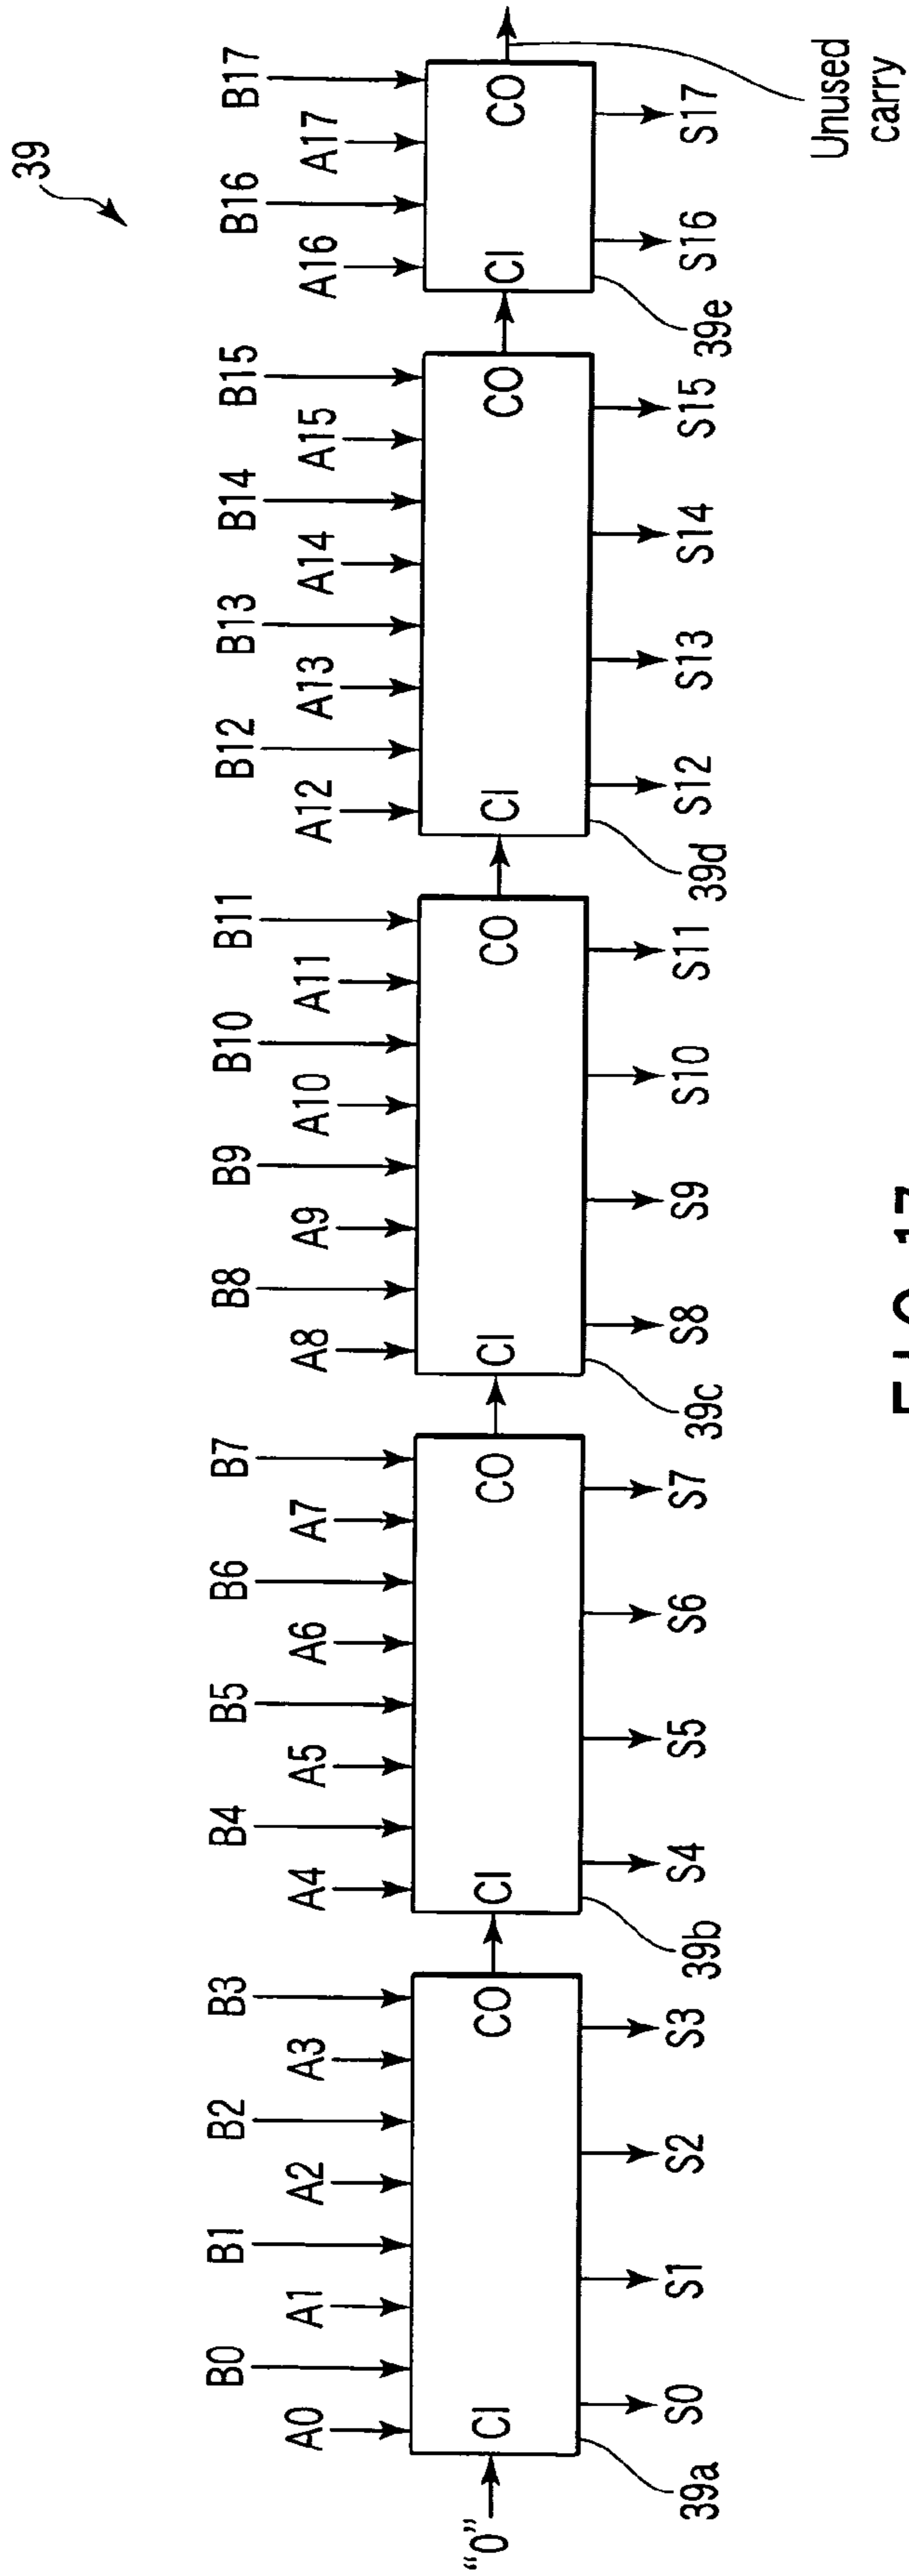 39
B0 B1 B2 B3 B4 B5 B6 B7 B8 B9 B10 B11 B12 B13 B14 B15 B16 B17
A0 A1 A2 A3 A4 A5 A6 A7 A8 A9 A10 A11 A12 A13 A14 A15 A16 A17
"0" CI CO CI CO CI CO CI CO CI CO
S0 S1 S2 S3 S4 S5 S6 S7 S8 S9 S10 S11 S12 S13 S14 S15 S16 S17
39a 39b 39c 39d 39e
Unused
carry